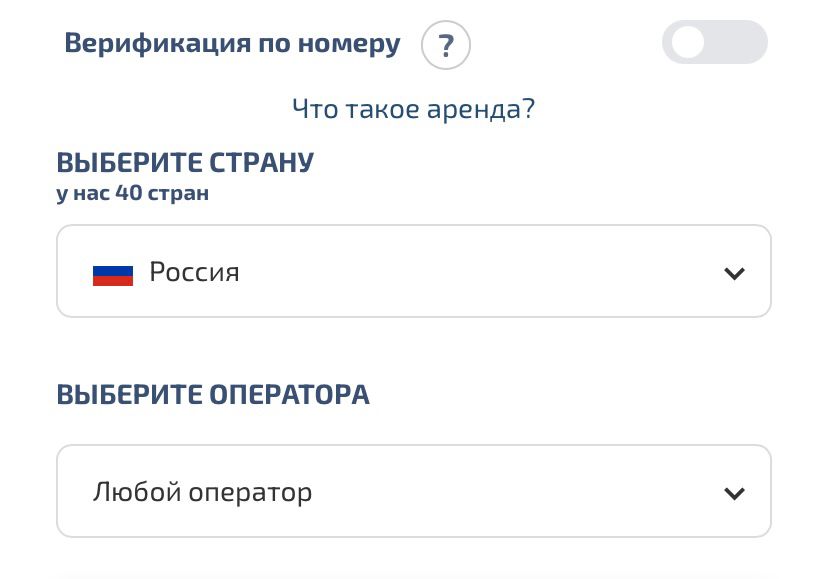 Верификация по номеру ?
Что такое аренда?
ВЫБЕРИТЕ СТРАНУ
у нас 40 стран
Россия
ВЫБЕРИТЕ ОПЕРАТОРА
Любой оператор